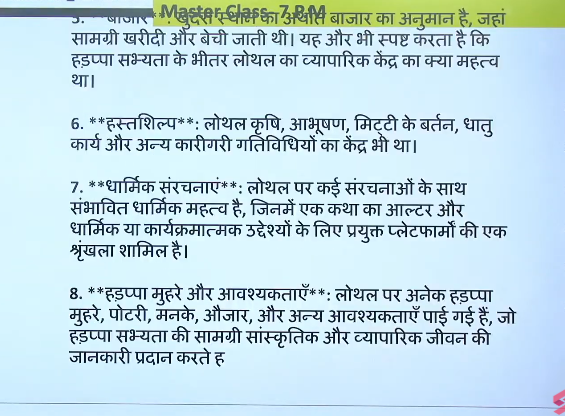 Master Class- 7 P.M
5. **बाजार**: खुदरा स्थान का अर्थात बाजार का अनुमान है, जहां
सामग्री खरीदी और बेची जाती थी। यह और भी स्पष्ट करता है कि
हड़प्पा सभ्यता के भीतर लोथल का व्यापारिक केंद्र का क्या महत्व
था।
6. **हस्तशिल्प**: लोथल कृषि, आभूषण, मिट्टी के बर्तन, धातु
कार्य और अन्य कारीगरी गतिविधियों का केंद्र भी था।
7. **धार्मिक संरचनाएं**: लोथल पर कई संरचनाओं के साथ
संभावित धार्मिक महत्व है, जिनमें एक कथा का आल्टर और
धार्मिक या कार्यक्रमात्मक उद्देश्यों के लिए प्रयुक्त प्लेटफार्मों की एक
श्रृंखला शामिल है।
8. **हड़प्पा मुहरे और आवश्यकताएँ**: लोथल पर अनेक हड़प्पा
मुहरे, पोटरी, मनके, औजार, और अन्य आवश्यकताएँ पाई गई हैं, जो
हड़प्पा सभ्यता की सामग्री सांस्कृतिक और व्यापारिक जीवन की
जानकारी प्रदान करते ह